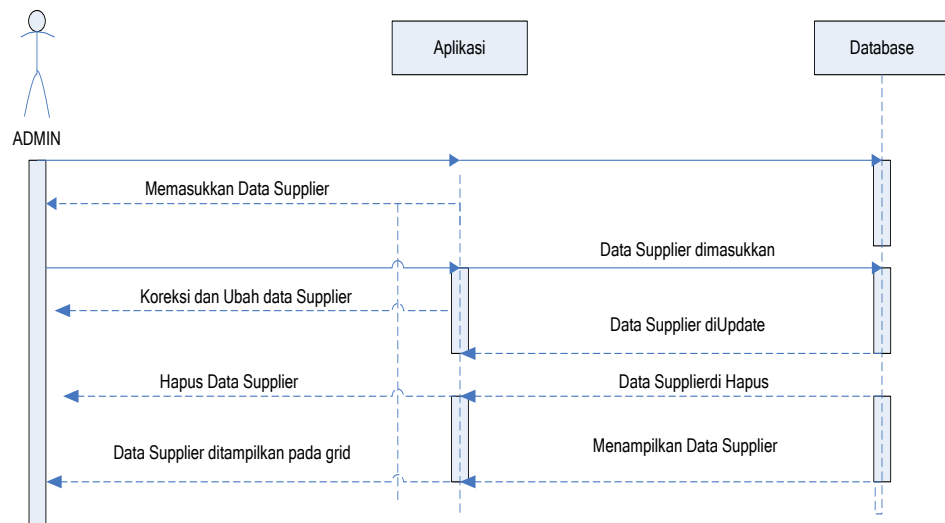 Aplikasi
Database
ADMIN
Memasukkan Data Supplier
Data Supplier dimasukkan
Koreksi dan Ubah data Supplier
Data Supplier diUpdate
Hapus Data Supplier
Data Supplierdi Hapus
Data Supplier ditampilkan pada grid
Menampilkan Data Supplier